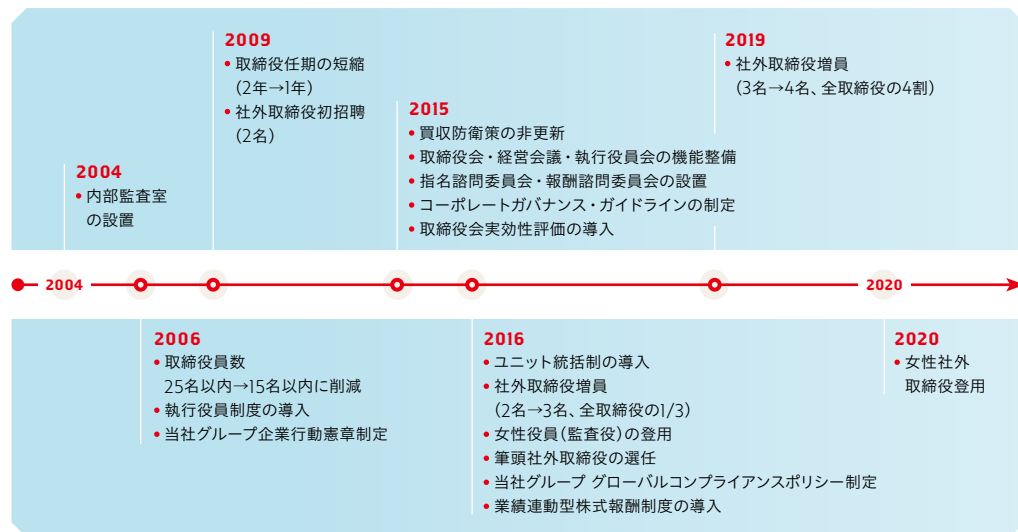 2004
• 内部監査室
の設置
2009
• 取締役任期の短縮
(2年→1年)
• 社外取締役初招聘
(2名)
2015
• 買収防衛策の非更新
• 取締役会・経営会議・執行役員会の機能整備
• 指名諮問委員会・報酬諮問委員会の設置
• コーポレートガバナンス・ガイドラインの制定
• 取締役会実効性評価の導入
2019
• 社外取締役増員
(3名→4名、全取締役の4割)
2004
2020
2006
• 取締役員数
25名以内→15名以内に削減
• 執行役員制度の導入
• 当社グループ企業行動憲章制定
2016
• ユニット統括制の導入
• 社外取締役増員
(2名→3名、全取締役の1/3)
• 女性役員(監査役)の登用
• 筆頭社外取締役の選任
• 当社グループ グローバルコンプライアンスポリシー制定
• 業績連動型株式報酬制度の導入
2020
• 女性社外
取締役登用